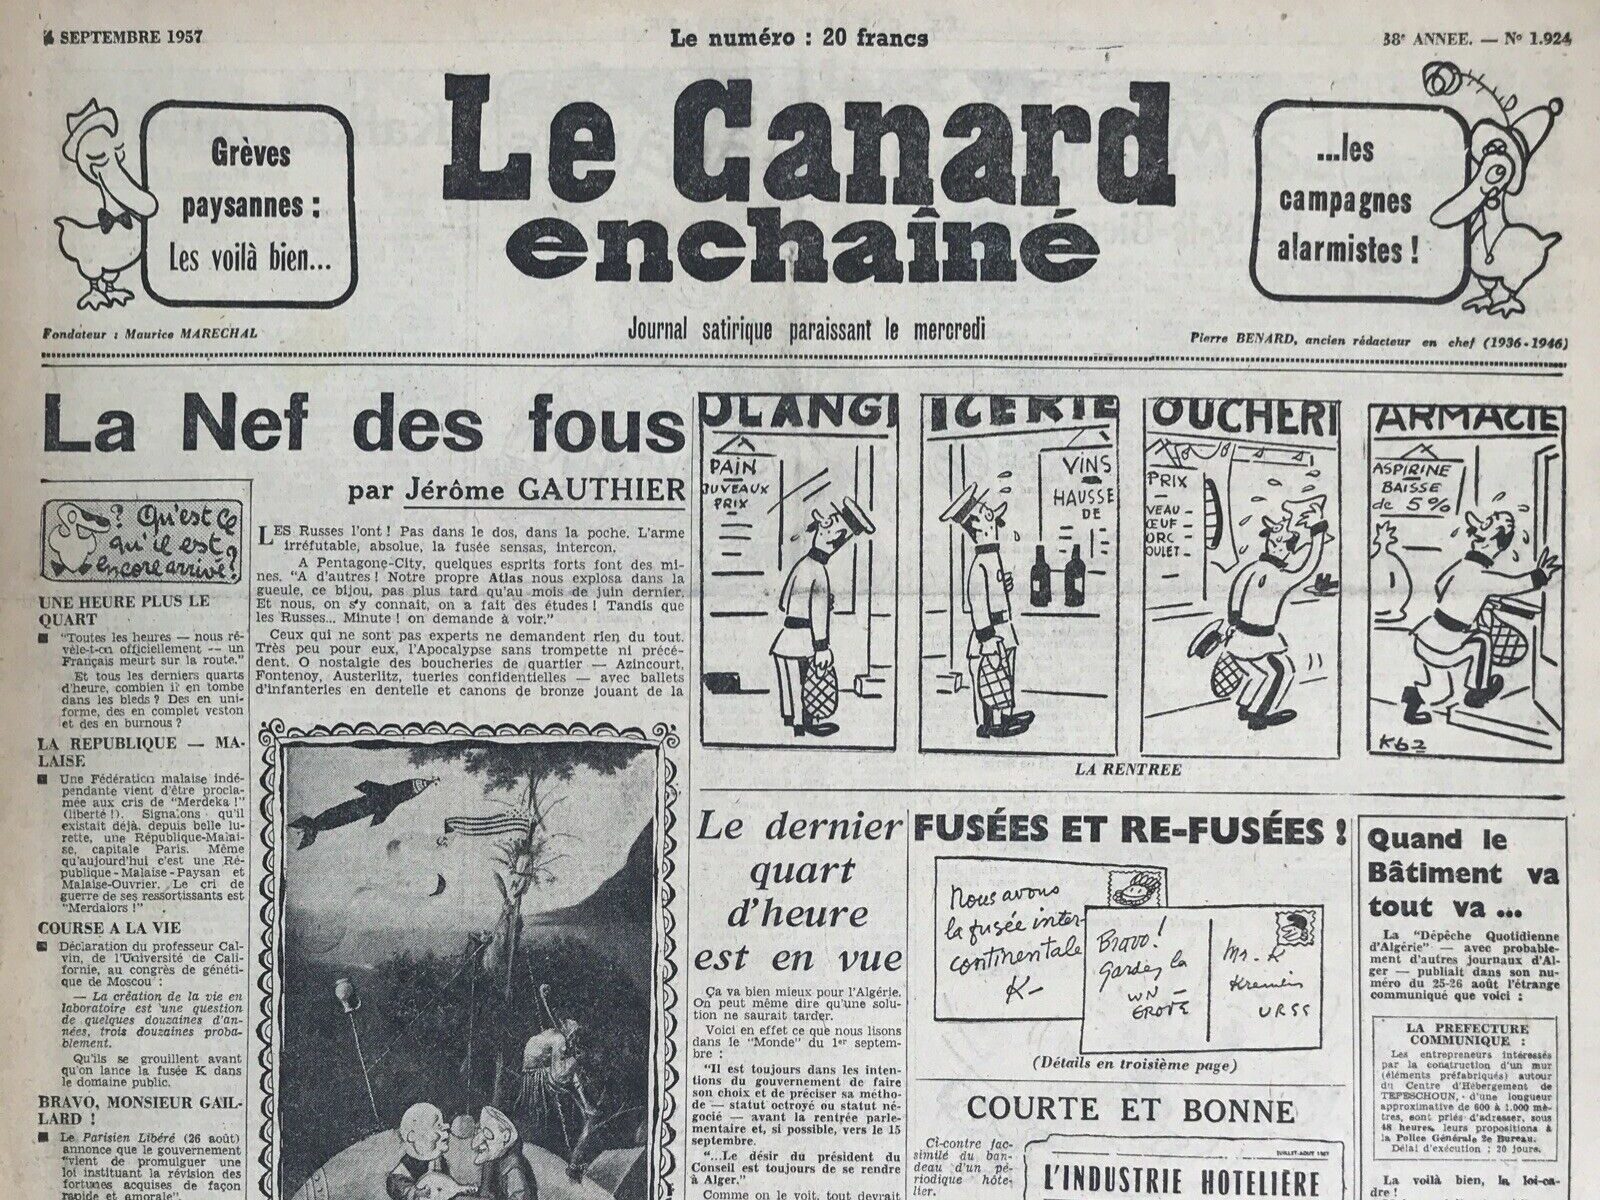 4 SEPTEMBRE 1957
Le numéro : 20 francs
38e ANNEE. — No 1.924
Grèves
paysannes :
Les voilà bien...
Le Canard
enchaîné
...les
campagnes
alarmistes !
Fondateur : Maurice MARECHAL
Journal satirique paraissant le mercredi
Pierre BENARD, ancien rédacteur en chef (1936-1946)
La Nef des fous
par Jérôme GAUTHIER
? Qu'est ce
qu'il est
encore arrivé ?
UNE HEURE PLUS LE
QUART
"Toutes les heures — nous ré-
vèle-t-on officiellement — un
Français meurt sur la route."
Et tous les derniers quarts
d'heure, combien il en tombe
dans les bleds ? Des en uni-
forme, des en complet veston
et des en burnous ?
LA REPUBLIQUE — MA-
LAISE
Une Fédération malaise indé-
pendante vient d'être procla-
mée aux cris de "Merdeka !"
(liberté !). Signalons qu'il
existait déjà, depuis belle lu-
rette, une République-Malai-
se, capitale Paris. Même
qu'aujourd'hui c'est une Ré-
publique-Malaise-Paysan et
Malaise-Ouvrier. Le cri de
guerre de ses ressortissants est
"Merdalors !"
COURSE A LA VIE
Déclaration du professeur Cal-
vin, de l'Université de Cali-
fornie, au congrès de généti-
que de Moscou :
— La création de la vie en
laboratoire est une question
de quelques douzaines d'an-
nées, trois douzaines proba-
blement.
Qu'ils se grouillent avant
qu'on lance la fusée K dans
le domaine public.
BRAVO, MONSIEUR GAIL-
LARD !
Le Parisien Libéré (26 août)
annonce que le gouvernement
"vient de promulguer une
loi instituant la révision des
fortunes acquises de façon
rapide et amorale".
LES Russes l'ont ! Pas dans le dos, dans la poche. L'arme
irréfutable, absolue, la fusée sensas, intercon.
A Pentagone-City, quelques esprits forts font des mi-
nes. "A d'autres ! Notre propre Atlas nous explosa dans la
gueule, ce bijou, pas plus tard qu'au mois de juin dernier.
Et nous, on s'y connait, on a fait des études ! Tandis que
les Russes... Minute ! on demande à voir."
Ceux qui ne sont pas experts ne demandent rien du tout.
Très peu pour eux, l'Apocalypse sans trompette ni précé-
dent. O nostalgie des boucheries de quartier — Azincourt,
Fontenoy, Austerlitz, tueries confidentielles — avec ballets
d'infanteries en dentelle et canons de bronze jouant de la
OULANGE
PAIN
OUVEAUX
PRIX
ICERIE
VINS
HAUSSE
DE
OUCHERI
PRIX
VEAU
ŒUF
ORC
OULET
ARMACIE
ASPIRINE
BAISSE
de 5%
K62
LA RENTREE
Le dernier
quart
d'heure
est en vue
Ça va bien mieux pour l'Algérie.
On peut même dire qu'une solu-
tion ne saurait tarder.
Voici en effet ce que nous lisons
dans le "Monde" du 1er septem-
bre :
"Il est toujours dans les inten-
tions du gouvernement de faire
son choix et de préciser sa métho-
de — statut octroyé ou statut né-
gocié — avant la rentrée parle-
mentaire et, si possible, vers le 15
septembre.
"...Le désir du président du
Conseil est toujours de se rendre
à Alger."
Comme on le voit, tout devrait
FUSÉES ET RE-FUSÉES !
Nous avons
la fusée inter-
continentale
K-
Bravo !
Gardez la
WN
GROVE
Mr. K
Kremlin
URSS
(Détails en troisième page)
COURTE ET BONNE
Ci-contre fac-
similé du ban-
deau d'un pé-
riodique hôte-
lier.
JUILLET-AOUT 1957
L'INDUSTRIE HOTELIÈRE
Quand le
Bâtiment va
tout va ...
La "Dépêche Quotidienne
d'Algérie" — avec probable-
ment d'autres journaux d'Al-
ger — publiait dans son nu-
méro du 25-26 août l'étrange
communiqué que voici :
LA PREFECTURE
COMMUNIQUE :
Les entrepreneurs intéressés
par la construction d'un mur
(éléments préfabriqués) autour
du Centre d'Hébergement de
TEPESCHOUN, d'une longueur
approximative de 600 à 1.000 mè-
tres, sont priés d'adresser, sous
48 heures, leurs propositions à
la Police Générale 2e Bureau.
Délai d'exécution : 20 jours.
La voilà bien, la loi-ca-
dre !